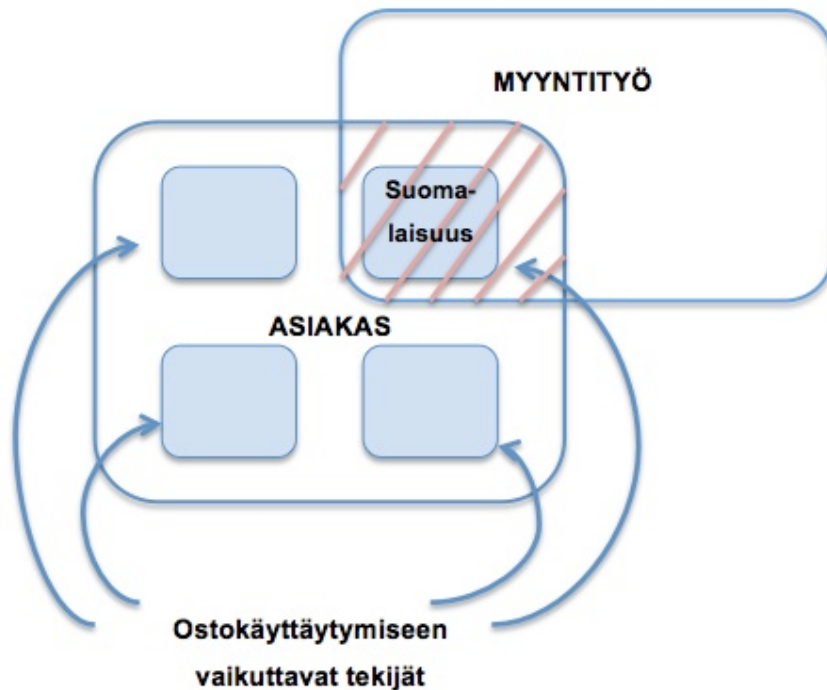 MYYNTITYÖ
Suoma-
laisuus
ASIAKAS
Ostokäyttäytymiseen
vaikuttavat tekijät